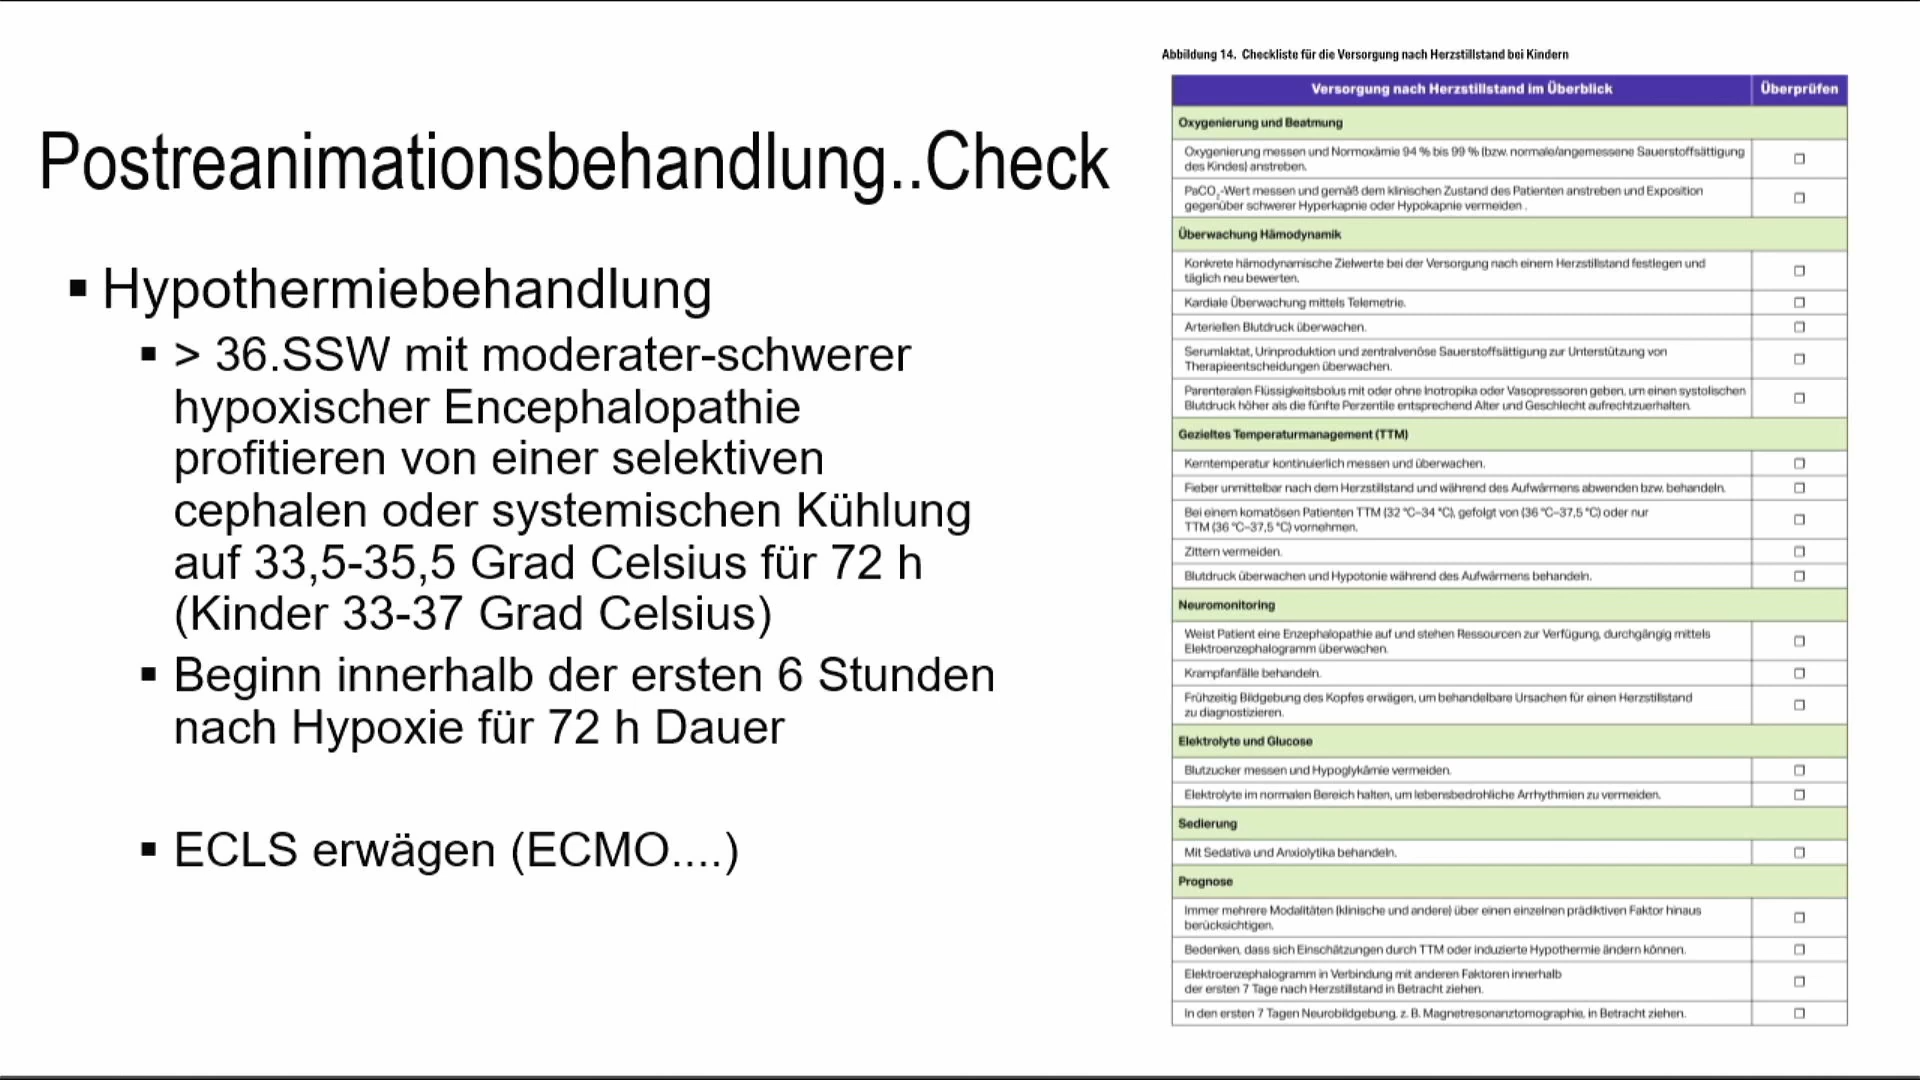 Postreanimationsbehandlung..Check
▪ Hypothermiebehandlung
▪ > 36.SSW mit moderater-schwerer
hypoxischer Encephalopathie
profitieren von einer selektiven
cephalen oder systemischen Kühlung
auf 33,5-35,5 Grad Celsius für 72 h
(Kinder 33-37 Grad Celsius)
▪ Beginn innerhalb der ersten 6 Stunden
nach Hypoxie für 72 h Dauer
▪ ECLS erwägen (ECMO....)
Abbildung 14. Checkliste für die Versorgung nach Herzstillstand bei Kindern
Versorgung nach Herzstillstand im Überblick Überprüfen
Oxygenierung und Beatmung
Oxygenierung messen und Normoxämie 94 % bis 99 % (bzw. normale/angemessene Sauerstoffsättigung
des Kindes) anstreben.
PaCO₂-Wert messen und gemäß dem klinischen Zustand des Patienten anstreben und Exposition
gegenüber schwerer Hyperkapnie oder Hypokapnie vermeiden .
Überwachung Hämodynamik
Konkrete hämodynamische Zielwerte bei der Versorgung nach einem Herzstillstand festlegen und
täglich neu bewerten.
Kardiale Überwachung mittels Telemetrie.
Arteriellen Blutdruck überwachen.
Serumlaktat, Urinproduktion und zentralvenöse Sauerstoffsättigung zur Unterstützung von
Therapieentscheidungen überwachen.
Parenteralen Flüssigkeitsbolus mit oder ohne Inotropika oder Vasopressoren geben, um einen systolischen
Blutdruck höher als die fünfte Perzentile entsprechend Alter und Geschlecht aufrechtzuerhalten.
Gezieltes Temperaturmanagement (TTM)
Kerntemperatur kontinuierlich messen und überwachen.
Fieber unmittelbar nach dem Herzstillstand und während des Aufwärmens abwenden bzw. behandeln.
Bei einem komatösen Patienten TTM (32 °C–34 °C), gefolgt von (36 °C–37,5 °C) oder nur
TTM (36 °C–37,5 °C) vornehmen.
Zittern vermeiden.
Blutdruck überwachen und Hypotonie während des Aufwärmens behandeln.
Neuromonitoring
Weist Patient eine Enzephalopathie auf und stehen Ressourcen zur Verfügung, durchgängig mittels
Elektroenzephalogramm überwachen.
Krampfanfälle behandeln.
Frühzeitig Bildgebung des Kopfes erwägen, um behandelbare Ursachen für einen Herzstillstand
zu diagnostizieren.
Elektrolyte und Glucose
Blutzucker messen und Hypoglykämie vermeiden.
Elektrolyte im normalen Bereich halten, um lebensbedrohliche Arrhythmien zu vermeiden.
Sedierung
Mit Sedativa und Anxiolytika behandeln.
Prognose
Immer mehrere Modalitäten (klinische und andere) über einen einzelnen prädiktiven Faktor hinaus
berücksichtigen.
Bedenken, dass sich Einschätzungen durch TTM oder induzierte Hypothermie ändern können.
Elektroenzephalogramm in Verbindung mit anderen Faktoren innerhalb
der ersten 7 Tage nach Herzstillstand in Betracht ziehen.
In den ersten 7 Tagen Neurobildgebung, z. B. Magnetresonanztomographie, in Betracht ziehen.